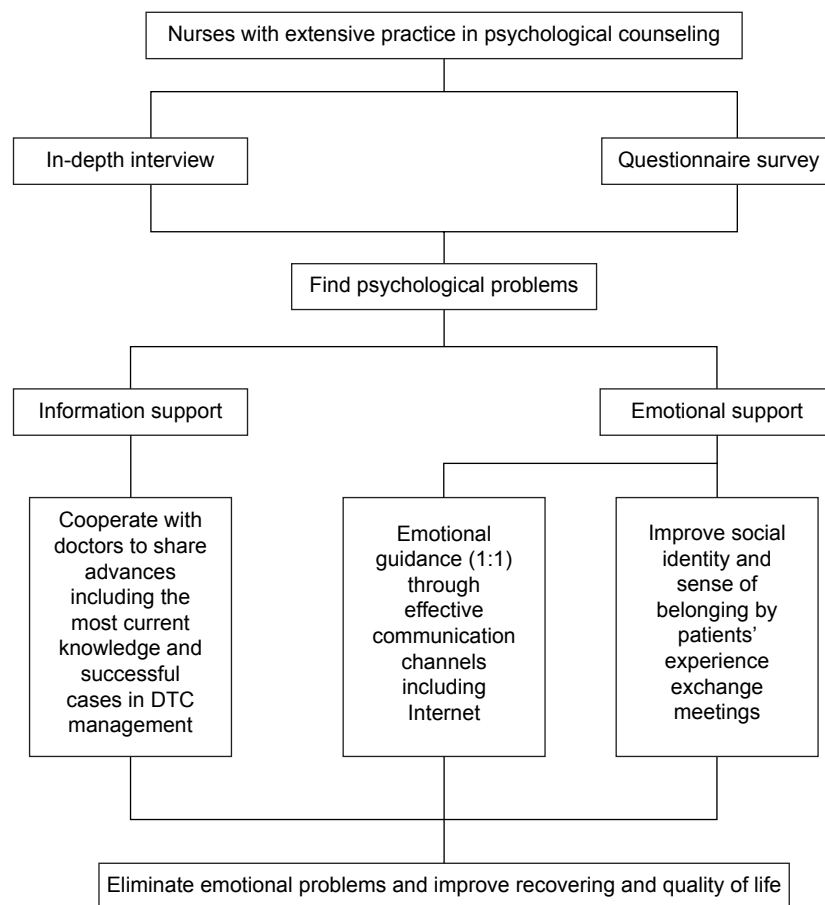 Nurses with extensive practice in psychological counseling
In-depth interview
Questionnaire survey
Find psychological problems
Information support
Emotional support
Cooperate with
doctors to share
advances
including the
most current
knowledge and
successful
cases in DTC
management
Emotional
guidance (1:1)
through
effective
communication
channels
including
Internet
Improve social
identity and
sense of
belonging by
patients’
experience
exchange
meetings
Eliminate emotional problems and improve recovering and quality of life